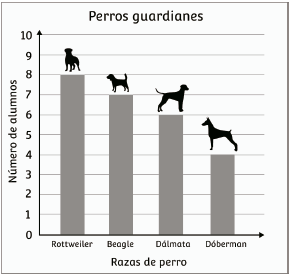 Perros guardianes
Número de alumnos
10
9
8
7
6
5
4
3
2
1
0
Rottweiler Beagle Dálmata Dóberman
Razas de perro